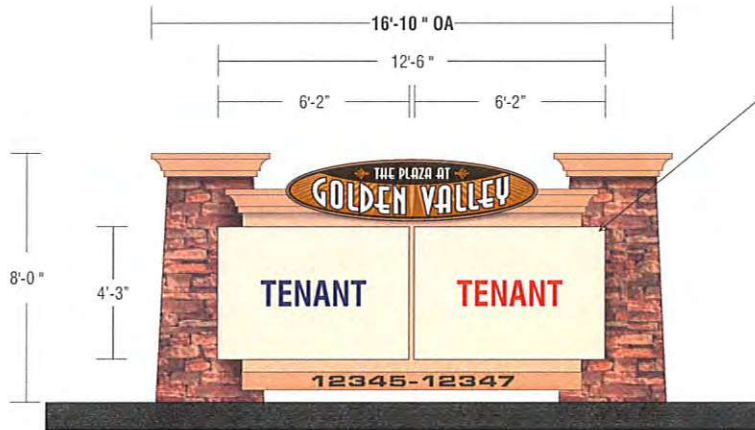 16'-10 " OA
12'-6 "
6'-2" 6'-2"
THE PLAZA AT
GOLDEN VALLEY
8'-0 "
4'-3"
TENANT TENANT
12345-12347